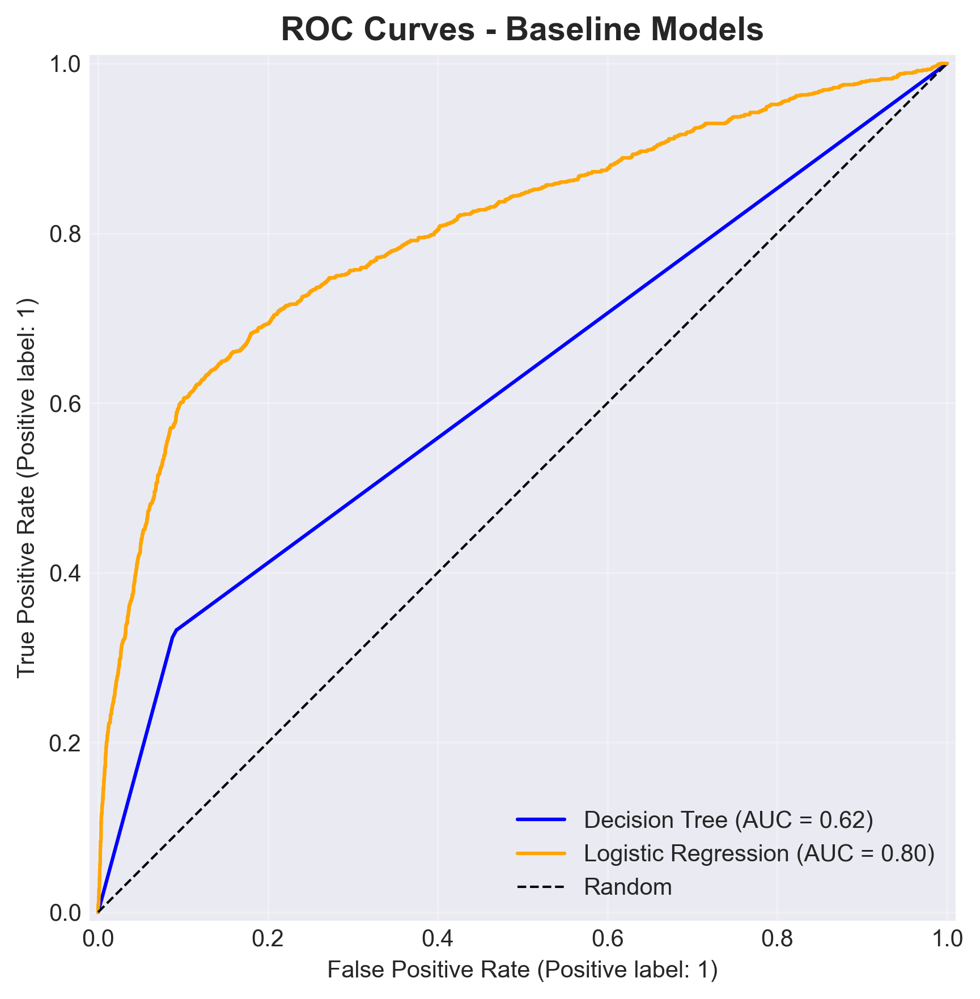 ROC Curves - Baseline Models
True Positive Rate (Positive label: 1)
1.0
0.8
0.6
0.4
0.2
0.0
Decision Tree (AUC = 0.62)
Logistic Regression (AUC = 0.80)
Random
0.0 0.2 0.4 0.6 0.8 1.0
False Positive Rate (Positive label: 1)